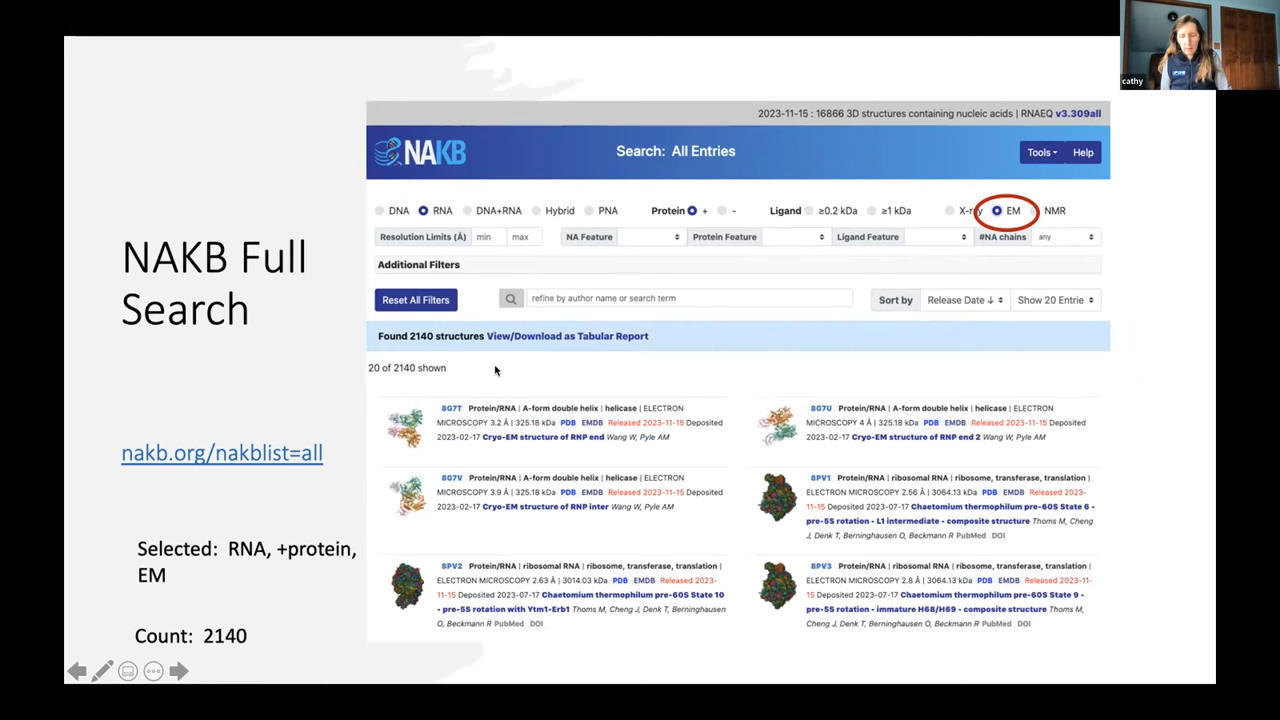 cathy
2023-11-15 : 16866 3D structures containing nucleic acids | RNAEQ v3.309all
NAKB
Search: All Entries
Tools
Help
DNA RNA DNA+RNA Hybrid PNA Protein + - Ligand ≥0.2 kDa ≥1 kDa X-ray EM NMR
Resolution Limits (Å) min max NA Feature Protein Feature Ligand Feature #NA chains any
Additional Filters
Reset All Filters
refine by author name or search term
Sort by Release Date ↓ Show 20 Entrie
Found 2140 structures View/Download as Tabular Report
20 of 2140 shown
8G7T Protein/RNA | A-form double helix | helicase | ELECTRON
MICROSCOPY 3.2 Å | 325.18 kDa PDB EMDB Released 2023-11-15 Deposited
2023-02-17 Cryo-EM structure of RNP end Wang W, Pyle AM
8G7U Protein/RNA | A-form double helix | helicase | ELECTRON
MICROSCOPY 4 Å | 325.18 kDa PDB EMDB Released 2023-11-15 Deposited
2023-02-17 Cryo-EM structure of RNP end 2 Wang W, Pyle AM
8G7V Protein/RNA | A-form double helix | helicase | ELECTRON
MICROSCOPY 3.9 Å | 325.18 kDa PDB EMDB Released 2023-11-15 Deposited
2023-02-17 Cryo-EM structure of RNP inter Wang W, Pyle AM
8PV1 Protein/RNA | ribosomal RNA | ribosome, transferase, translation |
ELECTRON MICROSCOPY 2.56 Å | 3064.13 kDa PDB EMDB Released 2023-
11-15 Deposited 2023-07-17 Chaetomium thermophilum pre-60S State 6 -
pre-5S rotation - L1 intermediate - composite structure Thoms M, Cheng
J, Denk T, Berninghausen O, Beckmann R PubMed DOI
8PV2 Protein/RNA | ribosomal RNA | ribosome, transferase, translation |
ELECTRON MICROSCOPY 2.63 Å | 3014.03 kDa PDB EMDB Released 2023-
11-15 Deposited 2023-07-17 Chaetomium thermophilum pre-60S State 10
- pre-5S rotation with Ytm1-Erb1 Thoms M, Cheng J, Denk T, Berninghausen
O, Beckmann R PubMed DOI
8PV3 Protein/RNA | ribosomal RNA | ribosome, transferase, translation |
ELECTRON MICROSCOPY 2.8 Å | 3064.13 kDa PDB EMDB Released 2023-11-
15 Deposited 2023-07-17 Chaetomium thermophilum pre-60S State 9 -
pre-5S rotation - immature H68/H69 - composite structure Thoms M,
Cheng J, Denk T, Berninghausen O, Beckmann R PubMed DOI
NAKB Full
Search
nakb.org/nakblist=all
Selected: RNA, +protein,
EM
Count: 2140